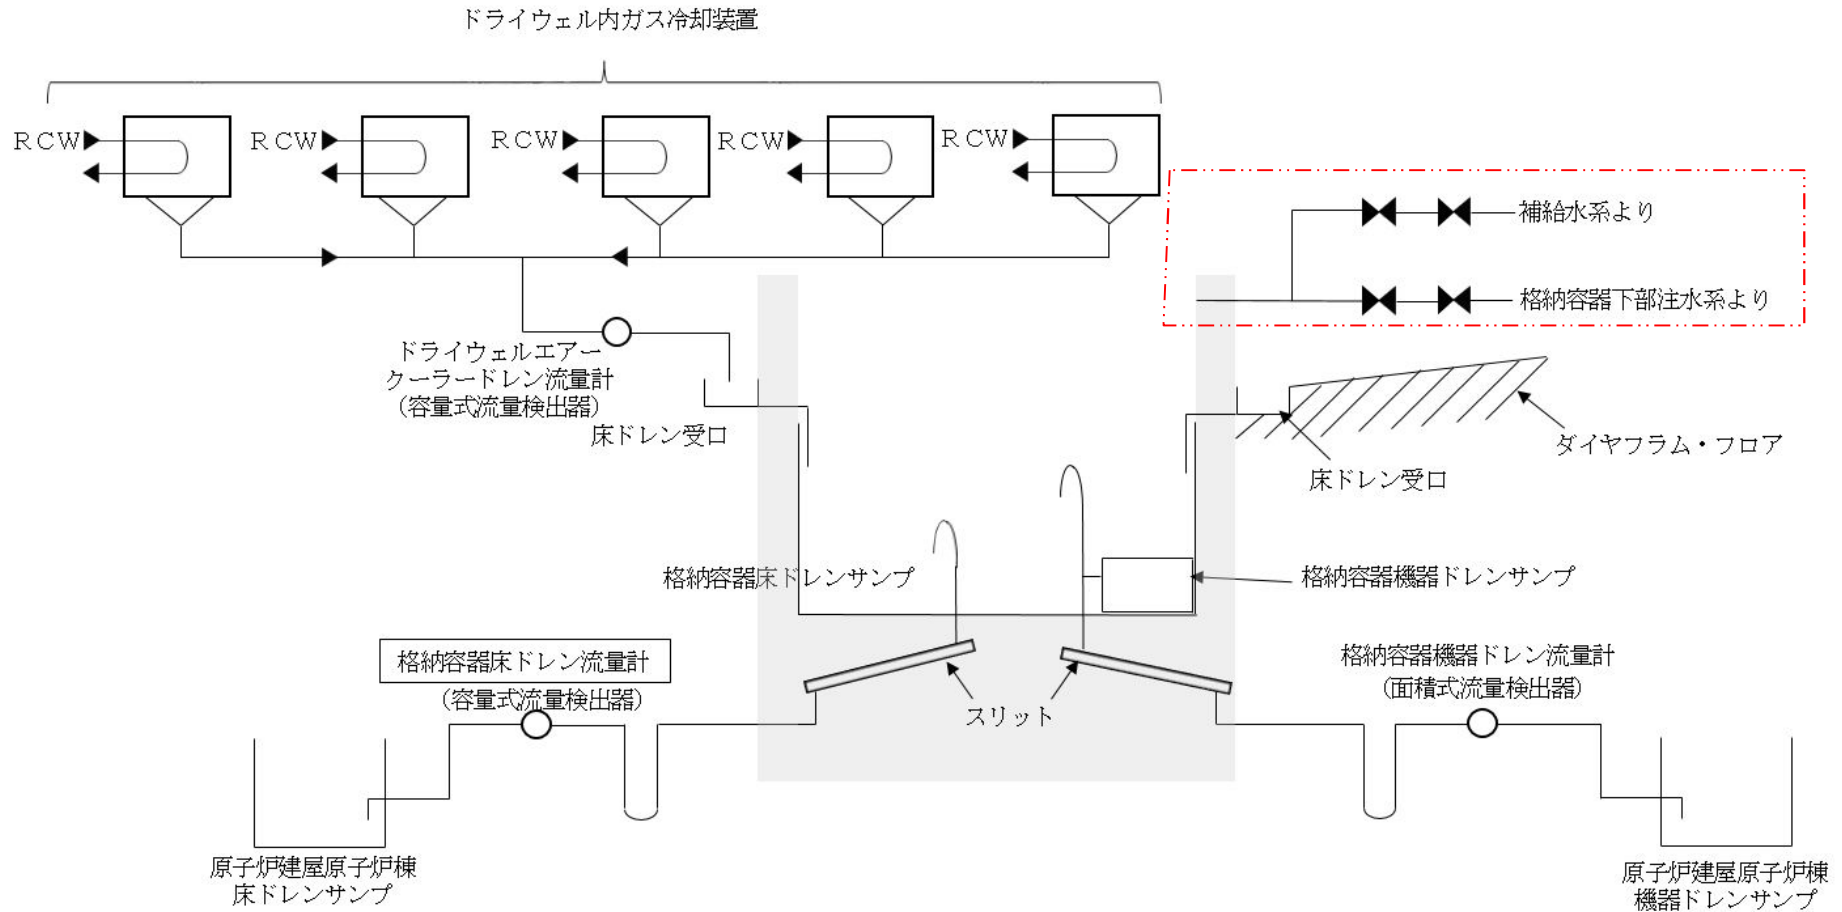 ドライウェル内ガス冷却装置
ＲＣＷ
ＲＣＷ
ＲＣＷ
ＲＣＷ
ＲＣＷ
補給水系より
格納容器下部注水系より
ドライウェルエアー
クーラードレン流量計
（容量式流量検出器）
床ドレン受口
ダイヤフラム・フロア
床ドレン受口
格納容器床ドレンサンプ
格納容器機器ドレンサンプ
格納容器床ドレン流量計
（容量式流量検出器）
格納容器機器ドレン流量計
（面積式流量検出器）
スリット
原子炉建屋原子炉棟
床ドレンサンプ
原子炉建屋原子炉棟
機器ドレンサンプ